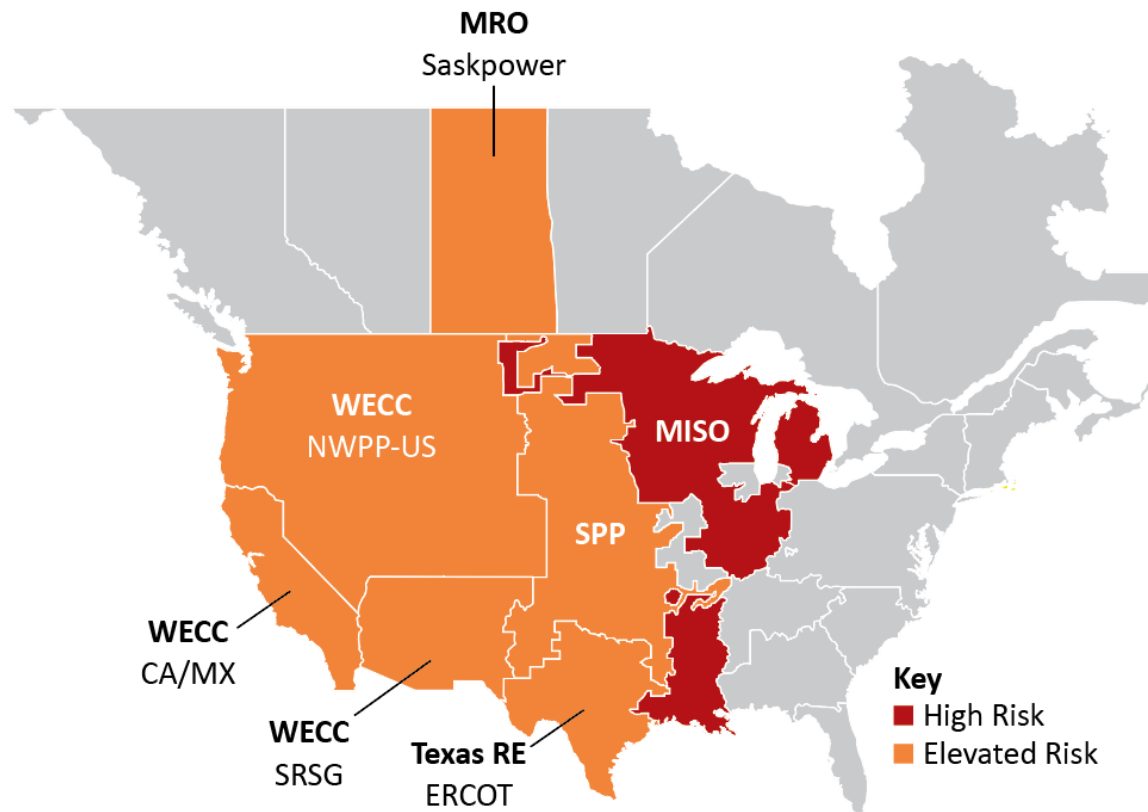 MRO
Saskpower
WECC
NWPP-US
MISO
SPP
WECC
CA/MX
WECC
SRSG
Texas RE
ERCOT
Key
High Risk
Elevated Risk